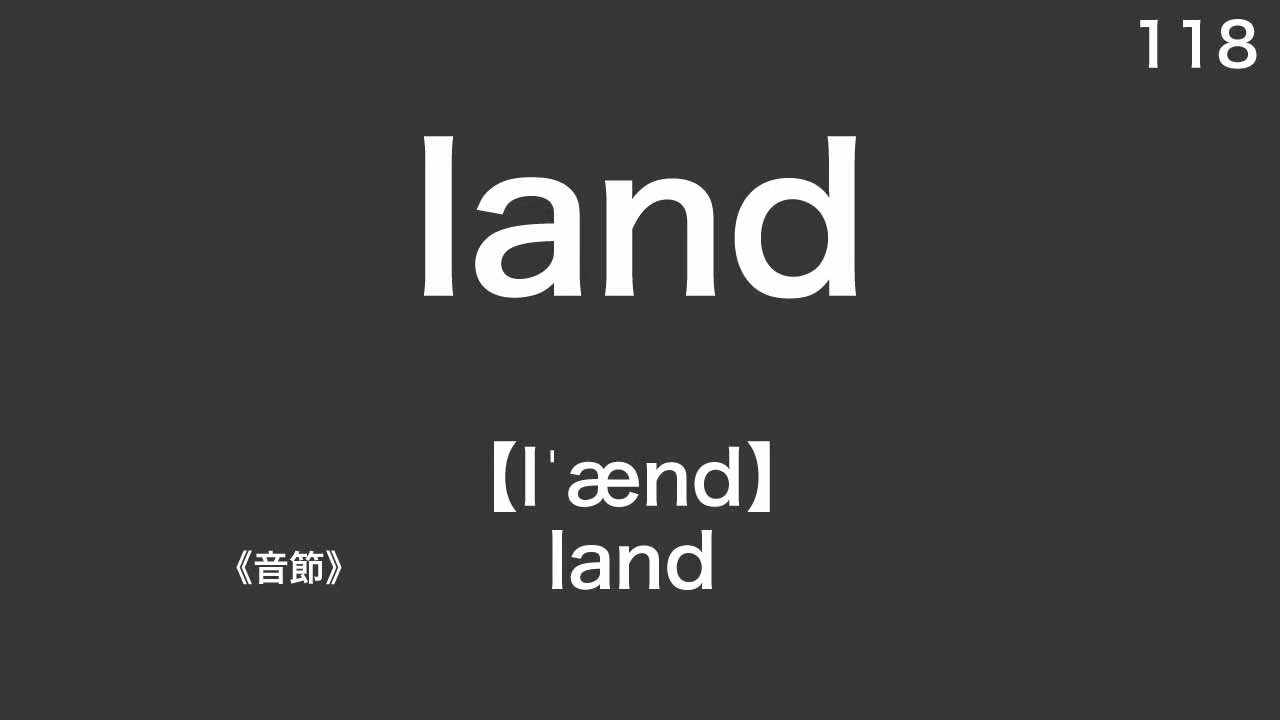 118
land
【lˈænd】
《音節》 land